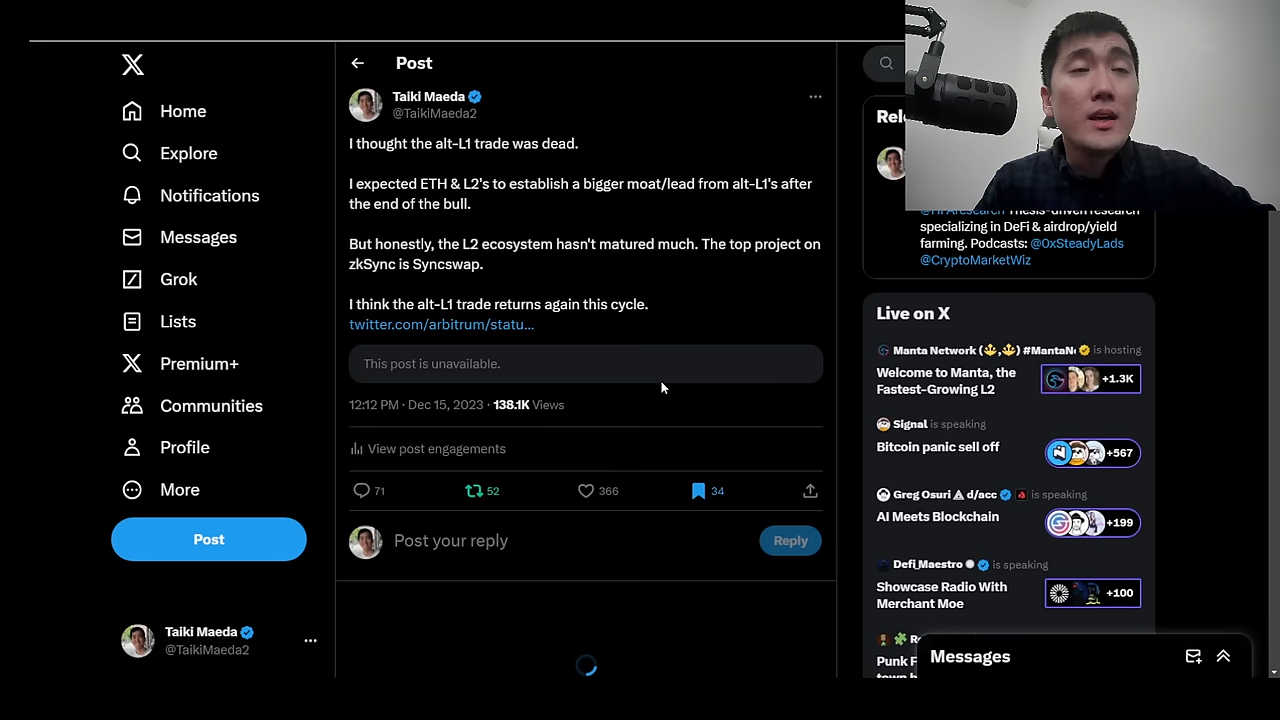 Home
Explore
Notifications
Messages
Grok
Lists
Premium+
Communities
Profile
More
Post
Taiki Maeda
@TaikiMaeda2
Post
Taiki Maeda
@TaikiMaeda2
I thought the alt-L1 trade was dead.
I expected ETH & L2's to establish a bigger moat/lead from alt-L1's after
the end of the bull.
But honestly, the L2 ecosystem hasn't matured much. The top project on
zkSync is Syncswap.
I think the alt-L1 trade returns again this cycle.
twitter.com/arbitrum/statu...
This post is unavailable.
12:12 PM · Dec 15, 2023 · 138.1K Views
View post engagements
71
52
366
34
Post your reply
Reply
Rel
specializing in DeFi & airdrop/yield
farming. Podcasts: @0xSteadyLads
@CryptoMarketWiz
Live on X
Manta Network (🔱,🔱) #MantaN is hosting
Welcome to Manta, the
Fastest-Growing L2
+1.3K
Signal is speaking
Bitcoin panic sell off
+567
Greg Osuri ⟁ d/acc is speaking
AI Meets Blockchain
+199
Defi_Maestro is speaking
Showcase Radio With
Merchant Moe
+100
Punk F
Messages